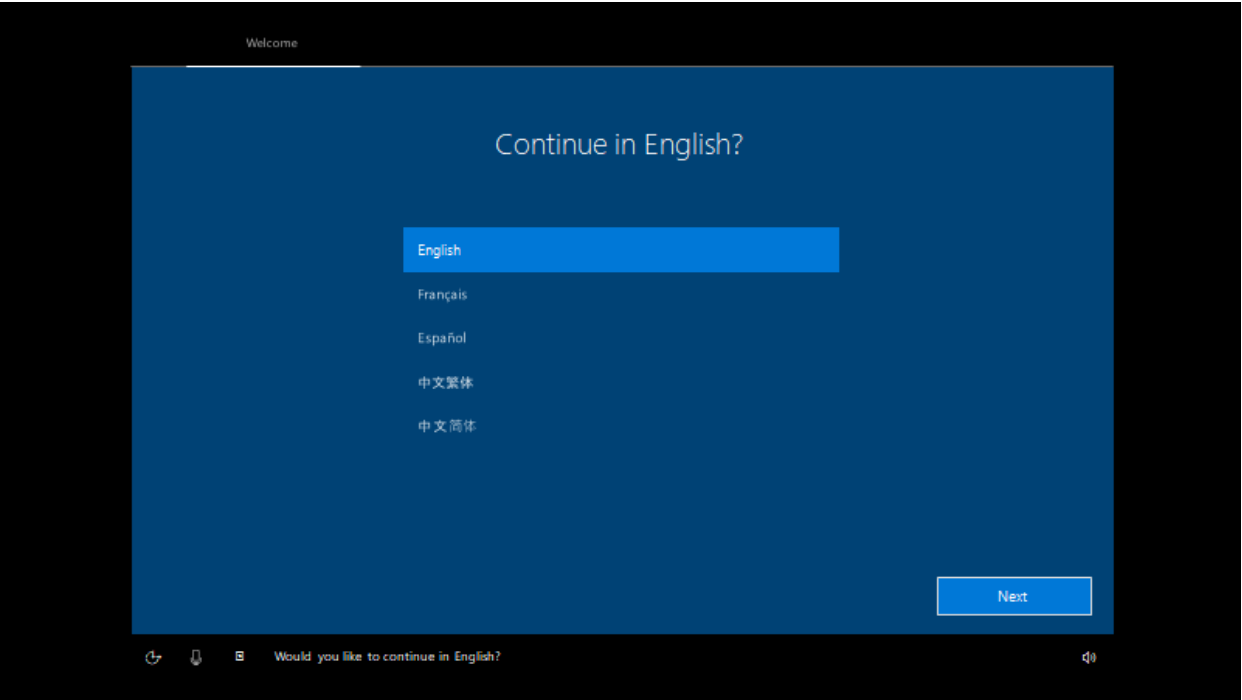 Welcome
Continue in English?
English
Français
Español
中文繁体
中文简体
Next
Would you like to continue in English?